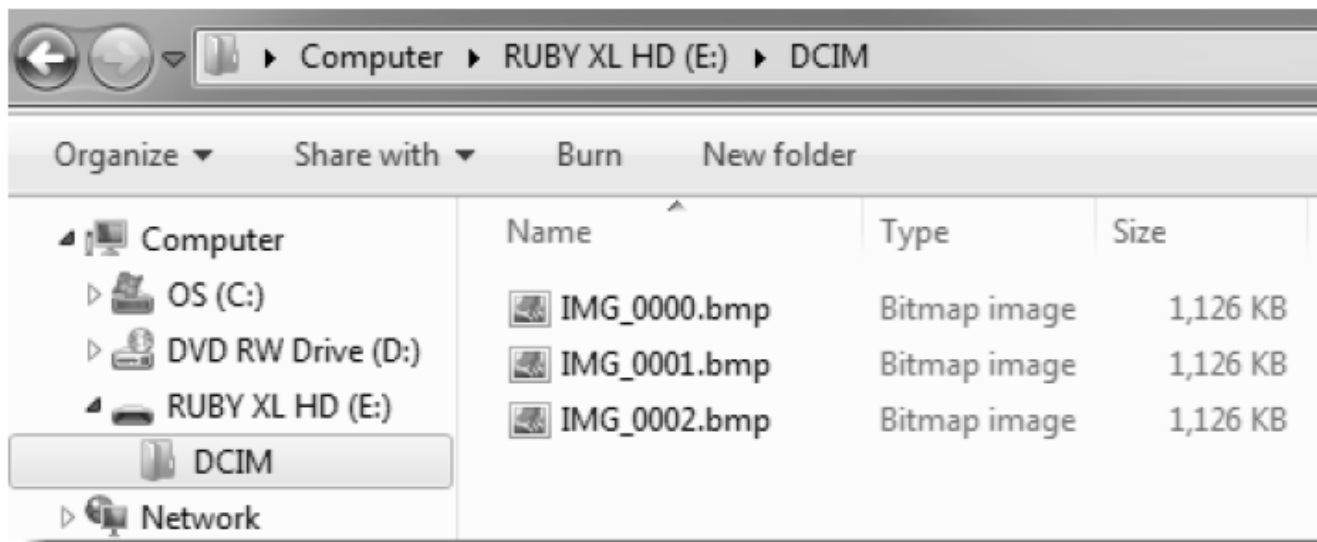 Computer ▸ RUBY XL HD (E:) ▸ DCIM
Organize Share with Burn New folder
Computer
OS (C:)
DVD RW Drive (D:)
RUBY XL HD (E:)
DCIM
Network
Name Type Size
IMG_0000.bmp Bitmap image 1,126 KB
IMG_0001.bmp Bitmap image 1,126 KB
IMG_0002.bmp Bitmap image 1,126 KB